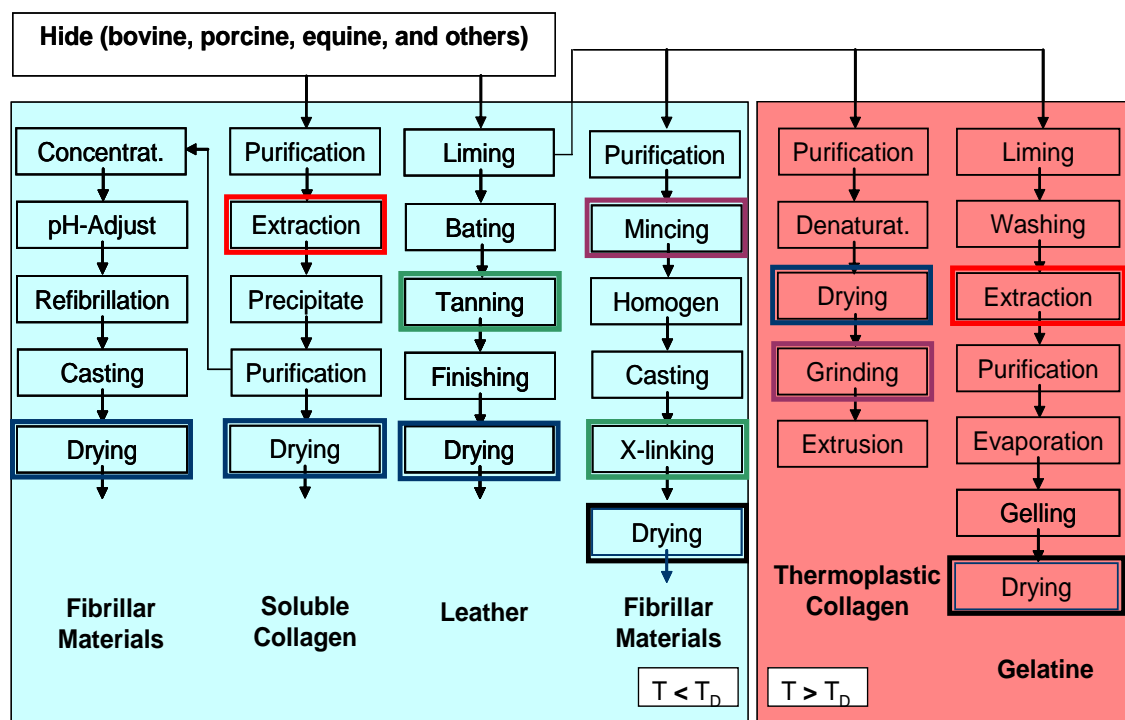 Hide (bovine, porcine, equine, and others)
Concentrat.
pH-Adjust
Refibrillation
Casting
Drying
Fibrillar
Materials
Purification
Extraction
Precipitate
Purification
Drying
Soluble
Collagen
Liming
Bating
Tanning
Finishing
Drying
Leather
Purification
Mincing
Homogen
Casting
X-linking
Drying
Fibrillar
Materials
T < T_D
Purification
Denaturat.
Drying
Grinding
Extrusion
Thermoplastic
Collagen
T > T_D
Liming
Washing
Extraction
Purification
Evaporation
Gelling
Drying
Gelatine